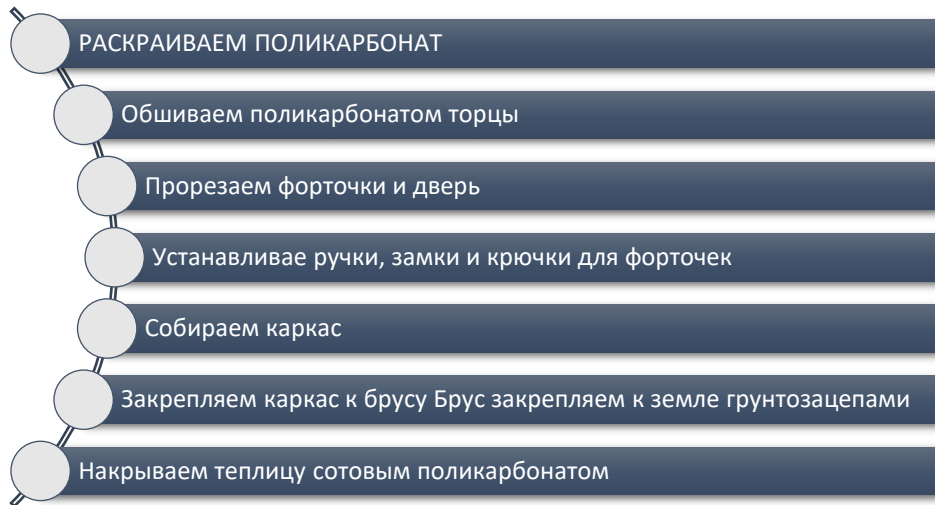 РАСКРАИВАЕМ ПОЛИКАРБОНАТ
Обшиваем поликарбонатом торцы
Прорезаем форточки и дверь
Устанавливае ручки, замки и крючки для форточек
Собираем каркас
Закрепляем каркас к брусу Брус закрепляем к земле грунтозацепами
Накрываем теплицу сотовым поликарбонатом